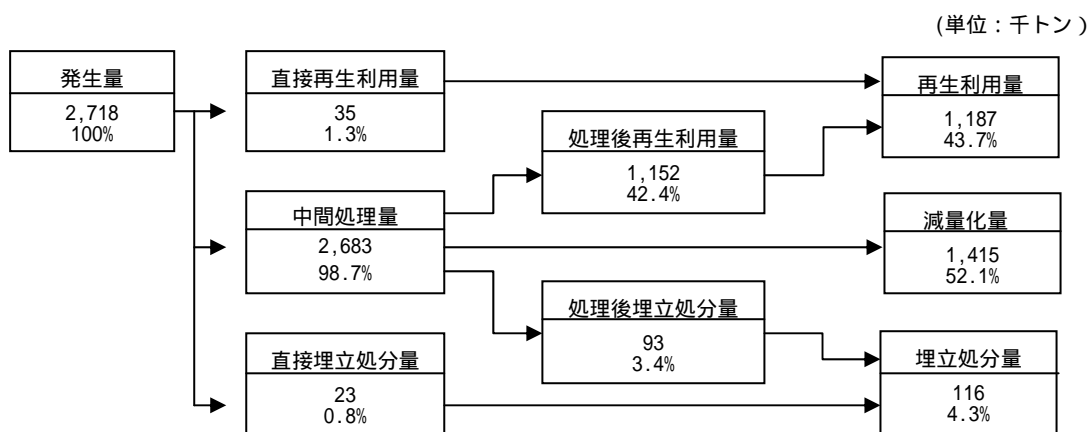 (単位：千トン)
発生量
2,718
100%
直接再生利用量
35
1.3%
再生利用量
1,187
43.7%
処理後再生利用量
1,152
42.4%
中間処理量
2,683
98.7%
減量化量
1,415
52.1%
処理後埋立処分量
93
3.4%
直接埋立処分量
23
0.8%
埋立処分量
116
4.3%